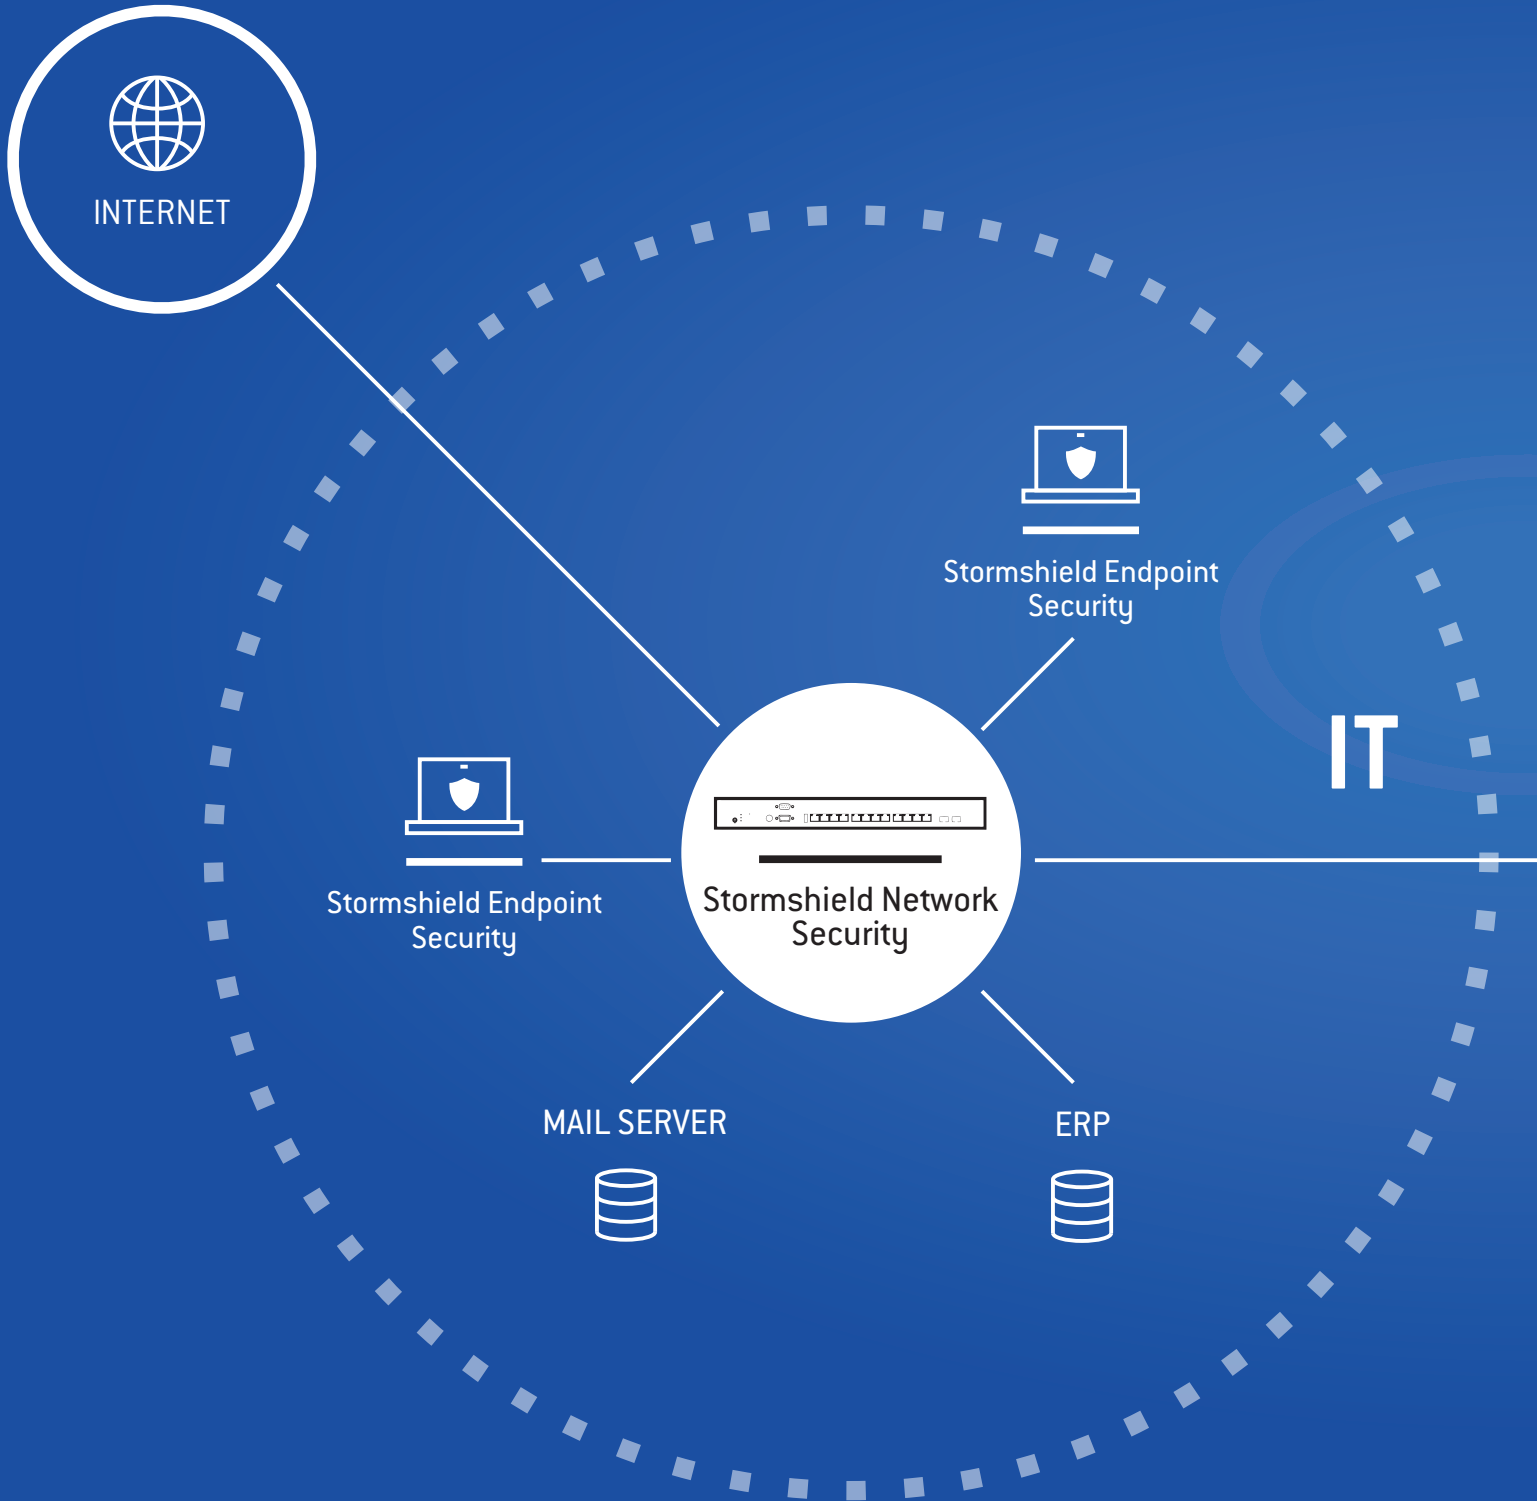 INTERNET
Stormshield Endpoint
Security
IT
Stormshield Endpoint
Security
Stormshield Network
Security
MAIL SERVER
ERP